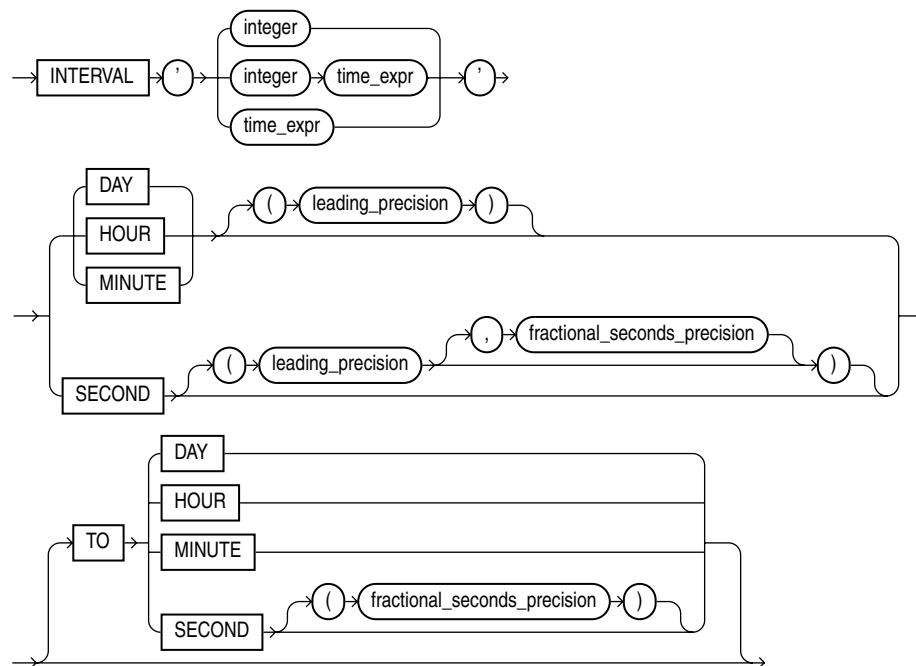 integer
INTERVAL ' integer time_expr '
time_expr
DAY ( leading_precision )
HOUR
MINUTE
, fractional_seconds_precision
( leading_precision )
SECOND
DAY
HOUR
TO MINUTE
( fractional_seconds_precision )
SECOND